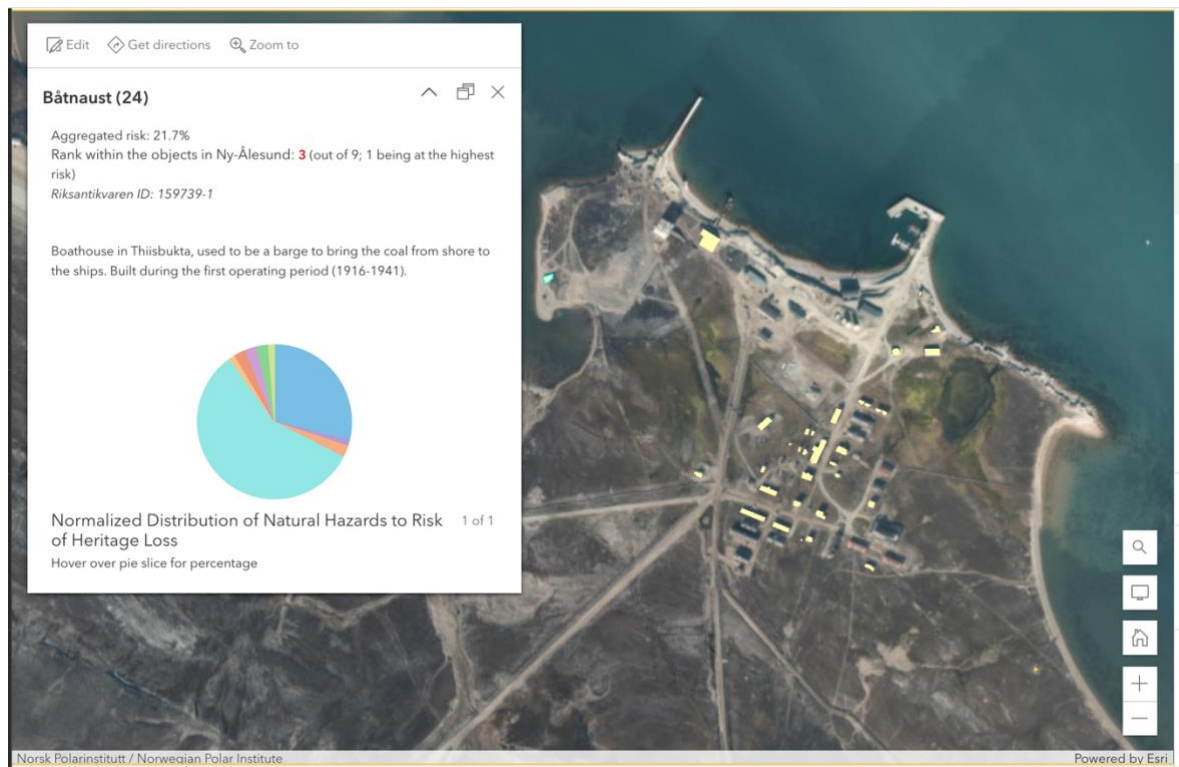 Edit Get directions Zoom to
Båtnaust (24)
Aggregated risk: 21.7%
Rank within the objects in Ny-Ålesund: 3 (out of 9; 1 being at the highest
risk)
Riksantikvaren ID: 159739-1
Boathouse in Thiisbukta, used to be a barge to bring the coal from shore to
the ships. Built during the first operating period (1916-1941).
Normalized Distribution of Natural Hazards to Risk 1 of 1
of Heritage Loss
Hover over pie slice for percentage
Norsk Polarinstitutt / Norwegian Polar Institute Powered by Esri